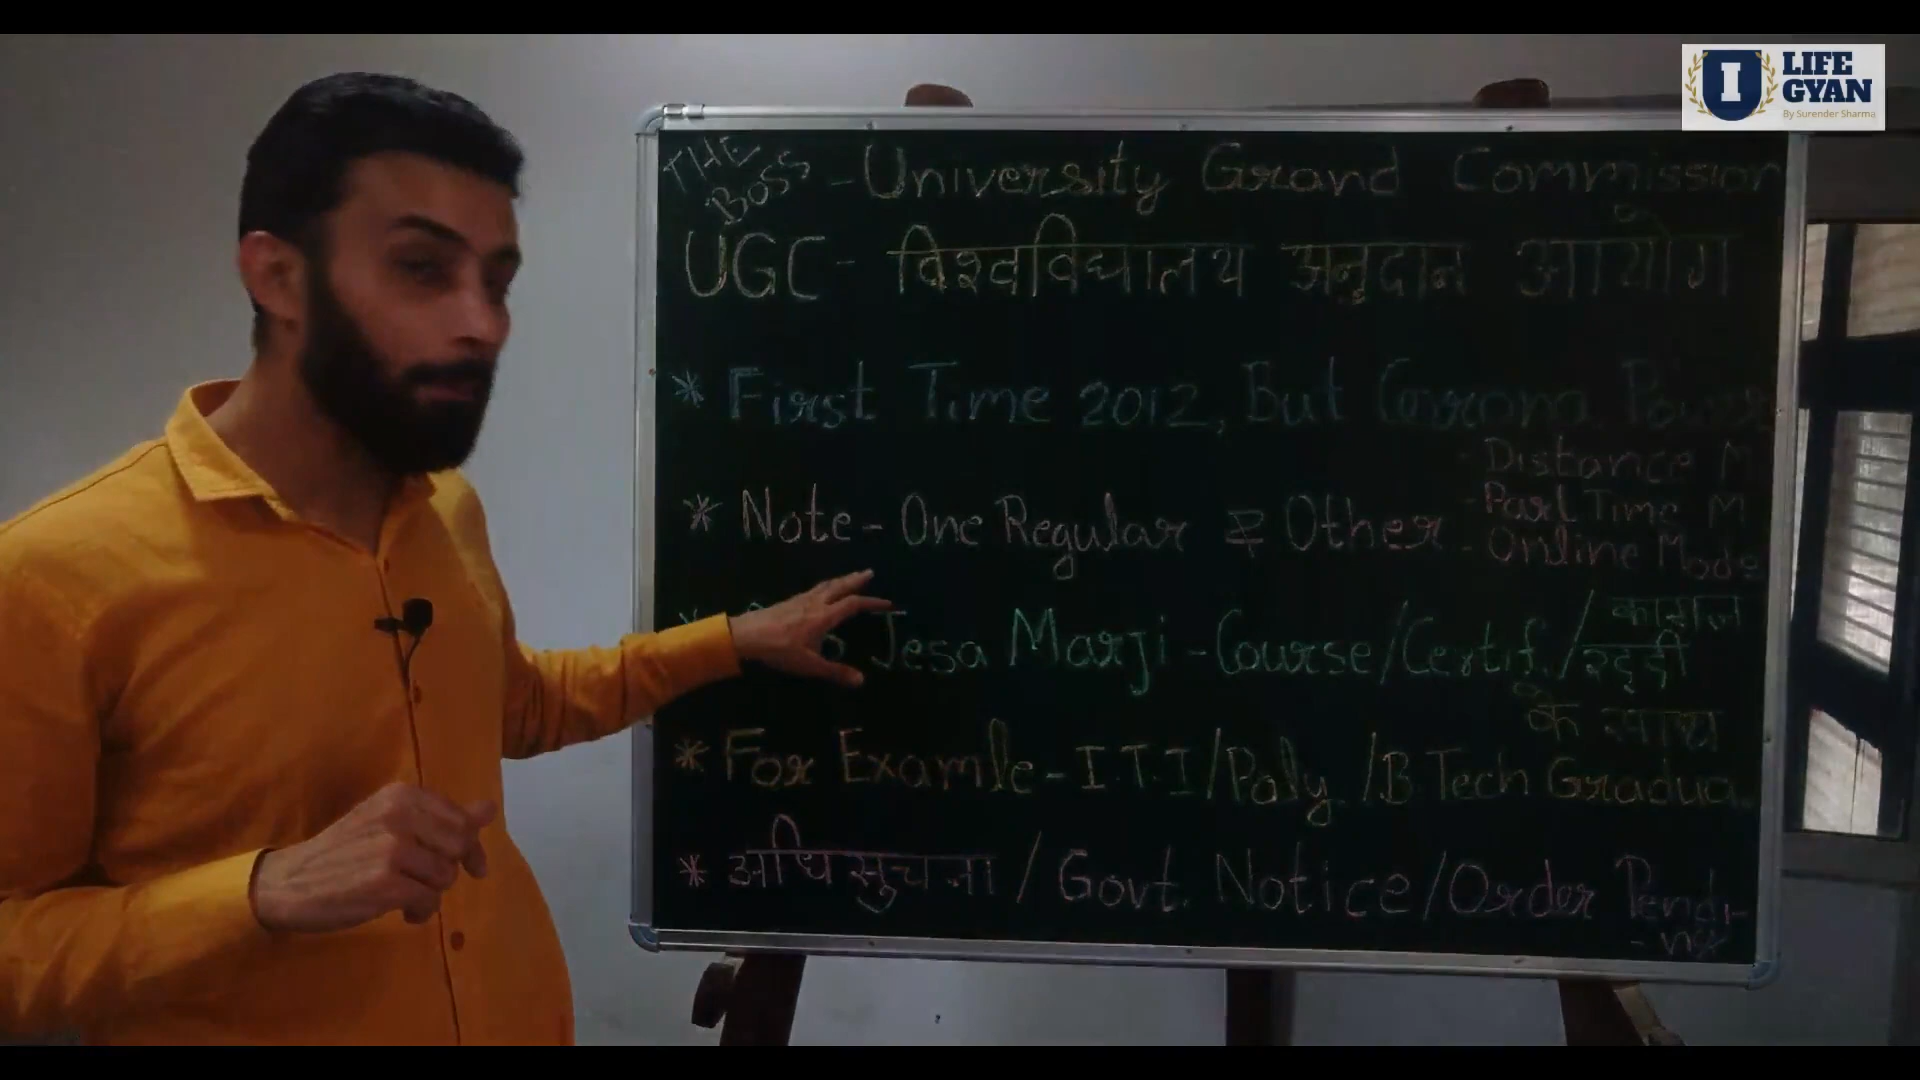 LIFE
GYAN
By Surender Sharma
THE
BOSS - University Grand Commission
UGC - विश्वविद्यालय अनुदान आयोग
* First Time 2012, But Corona
- Distance M
* Note - One Regular Other - Part Time M
- Online Mode
* Jesa Marji - Course/Certif./
रद्दी
के साथ
* For Examle - I.T.I/Poly /B.Tech Gradua
* अधिसुचना / Govt. Notice/Order Pendi-
- ng